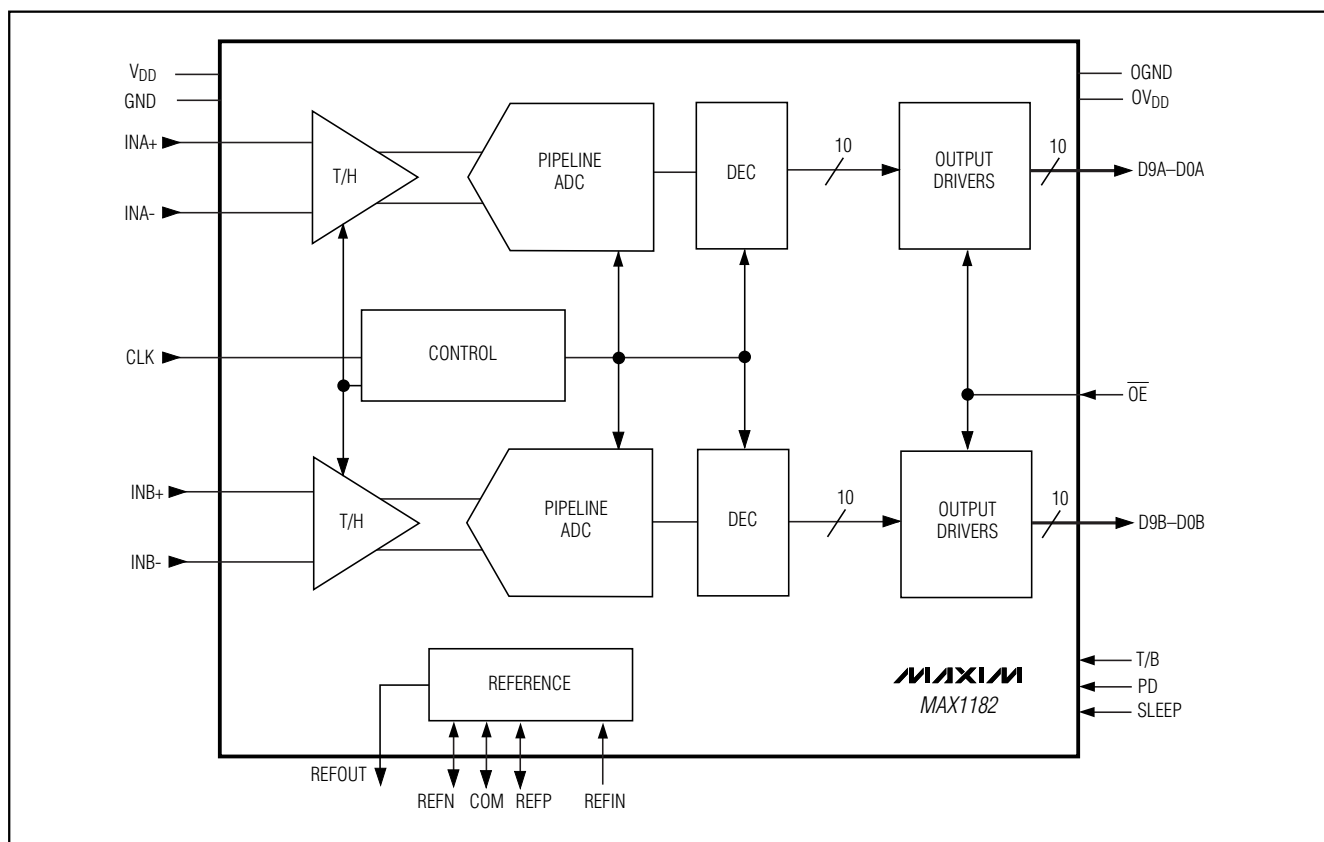 VDD
GND
INA+
INA-
CLK
INB+
INB-
T/H
PIPELINE
ADC
DEC
10
OUTPUT
DRIVERS
10
OGND
OVDD
D9A–D0A
CONTROL
OE
T/H
PIPELINE
ADC
DEC
10
OUTPUT
DRIVERS
10
D9B–D0B
REFERENCE
MAXIM
MAX1182
T/B
PD
SLEEP
REFOUT
REFN
COM
REFP
REFIN